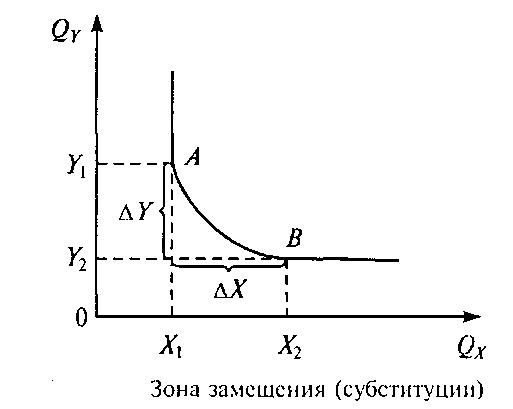 Q_Y
Y₁
A
ΔY
B
Y₂
ΔX
0
X₁
X₂
Q_X
Зона замещения (субституции)